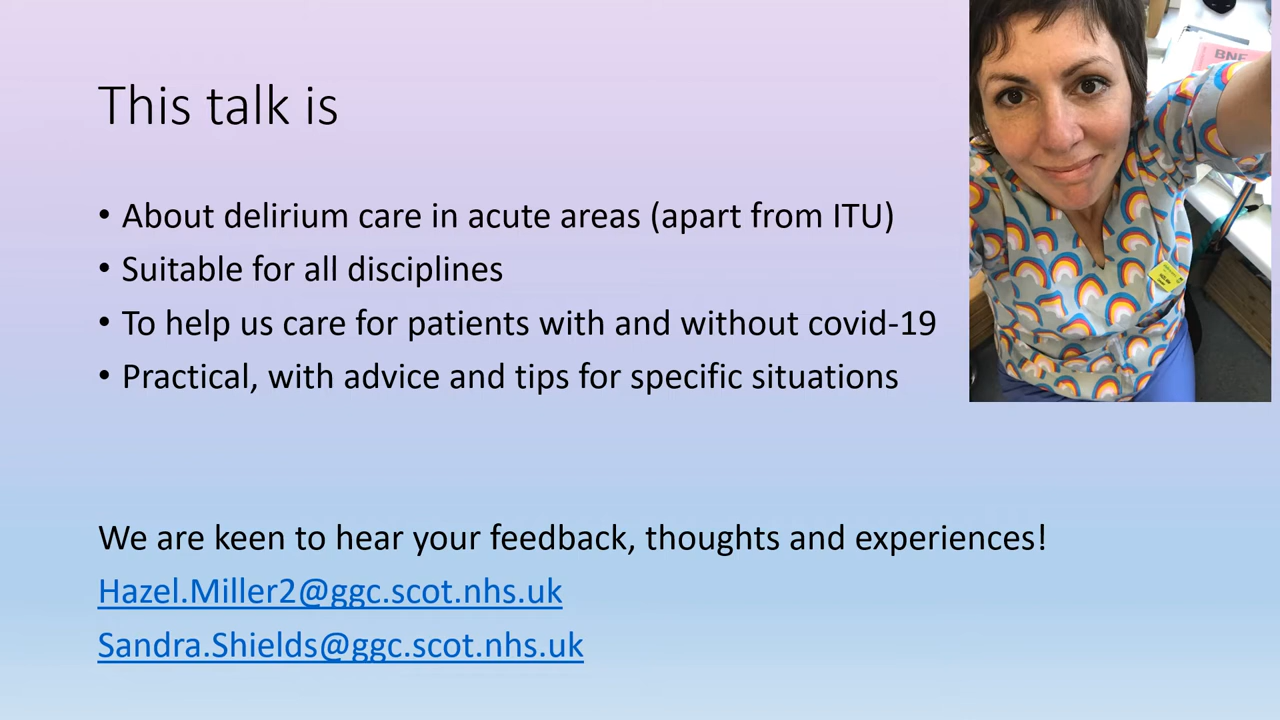 This talk is
• About delirium care in acute areas (apart from ITU)
• Suitable for all disciplines
• To help us care for patients with and without covid-19
• Practical, with advice and tips for specific situations
We are keen to hear your feedback, thoughts and experiences!
Hazel.Miller2@ggc.scot.nhs.uk
Sandra.Shields@ggc.scot.nhs.uk
BNF